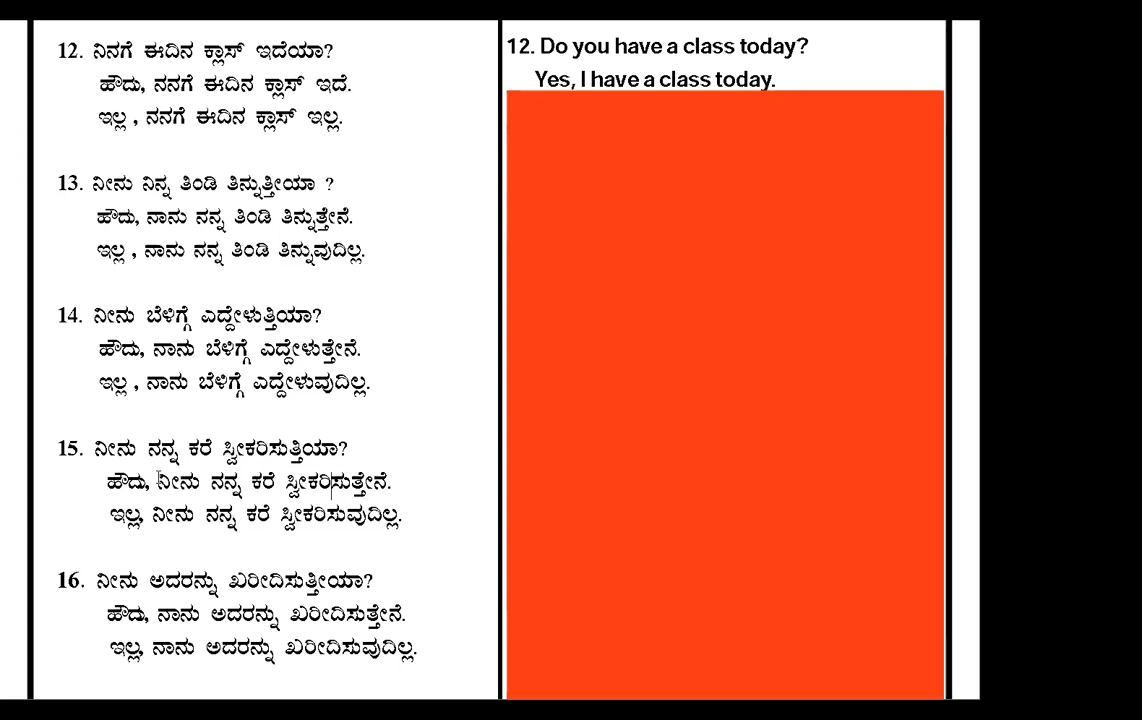 12. ನಿನಗೆ ಈದಿನ ಕ್ಲಾಸ್ ಇದೆಯಾ?
ಹೌದು, ನನಗೆ ಈದಿನ ಕ್ಲಾಸ್ ಇದೆ.
ಇಲ್ಲ , ನನಗೆ ಈದಿನ ಕ್ಲಾಸ್ ಇಲ್ಲ.
13. ನೀನು ನಿನ್ನ ತಿಂಡಿ ತಿನ್ನುತ್ತೀಯಾ ?
ಹೌದು, ನಾನು ನನ್ನ ತಿಂಡಿ ತಿನ್ನುತ್ತೇನೆ.
ಇಲ್ಲ , ನಾನು ನನ್ನ ತಿಂಡಿ ತಿನ್ನುವುದಿಲ್ಲ.
14. ನೀನು ಬೆಳಿಗ್ಗೆ ಎದ್ದೇಳುತ್ತಿಯಾ?
ಹೌದು, ನಾನು ಬೆಳಿಗ್ಗೆ ಎದ್ದೇಳುತ್ತೇನೆ.
ಇಲ್ಲ , ನಾನು ಬೆಳಿಗ್ಗೆ ಎದ್ದೇಳುವುದಿಲ್ಲ.
15. ನೀನು ನನ್ನ ಕರೆ ಸ್ವೀಕರಿಸುತ್ತಿಯಾ?
ಹೌದು, ನೀನು ನನ್ನ ಕರೆ ಸ್ವೀಕರಿಸುತ್ತೇನೆ.
ಇಲ್ಲ, ನೀನು ನನ್ನ ಕರೆ ಸ್ವೀಕರಿಸುವುದಿಲ್ಲ.
16. ನೀನು ಅದರನ್ನು ಖರೀದಿಸುತ್ತೀಯಾ?
ಹೌದು, ನಾನು ಅದರನ್ನು ಖರೀದಿಸುತ್ತೇನೆ.
ಇಲ್ಲ, ನಾನು ಅದರನ್ನು ಖರೀದಿಸುವುದಿಲ್ಲ.
12. Do you have a class today?
Yes, I have a class today.